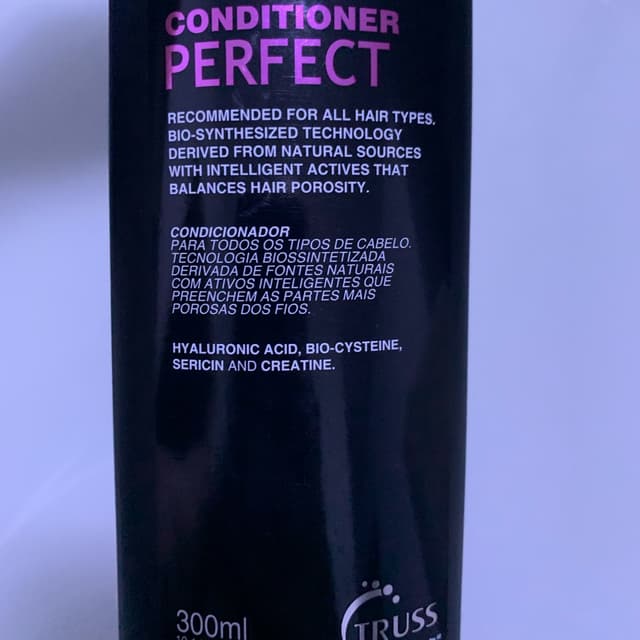 CONDITIONER
PERFECT
RECOMMENDED FOR ALL HAIR TYPES.
BIO-SYNTHESIZED TECHNOLOGY
DERIVED FROM NATURAL SOURCES
WITH INTELLIGENT ACTIVES THAT
BALANCES HAIR POROSITY.
CONDICIONADOR
PARA TODOS OS TIPOS DE CABELO.
TECNOLOGIA BIOSSINTETIZADA
DERIVADA DE FONTES NATURAIS
COM ATIVOS INTELIGENTES QUE
PREENCHEM AS PARTES MAIS
POROSAS DOS FIOS.
HYALURONIC ACID, BIO-CYSTEINE,
SERICIN AND CREATINE.
300ml
TRUSS